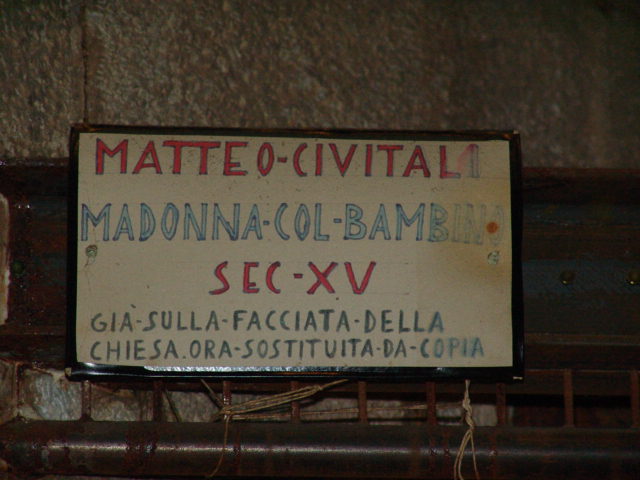 MATTEO-CIVITALI
MADONNA-COL-BAMBINO
SEC-XV
GIÀ-SULLA-FACCIATA-DELLA
CHIESA.ORA-SOSTITUITA-DA-COPIA